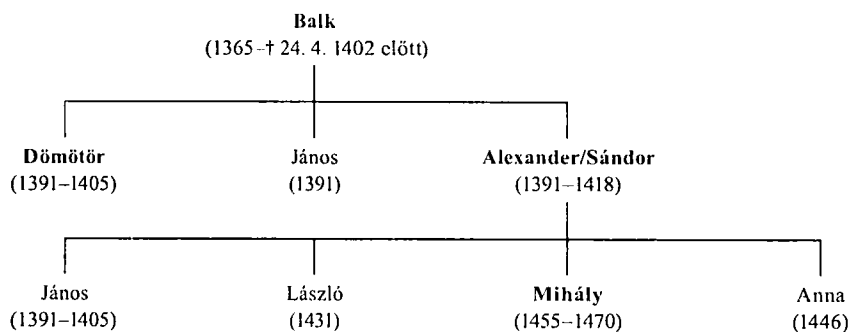 Balk
(1365–† 24. 4. 1402 előtt)
Dömötör János Alexander/Sándor
(1391–1405) (1391) (1391–1418)
János László Mihály Anna
(1391–1405) (1431) (1455–1470) (1446)